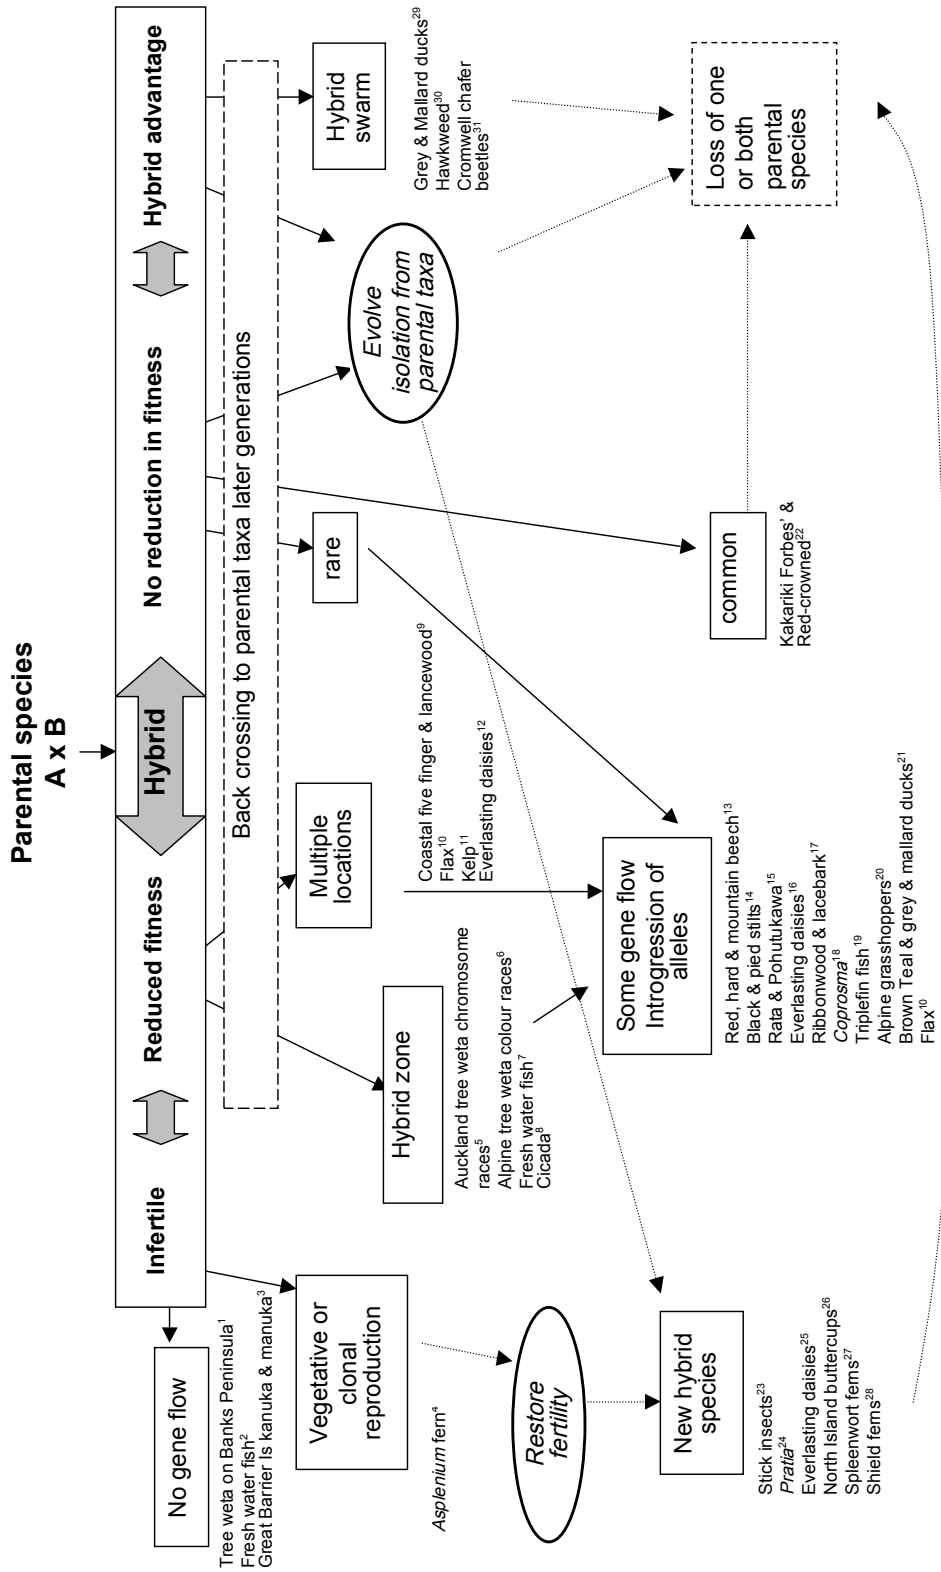 Parental species
A x B
Infertile
Reduced fitness
Hybrid
No reduction in fitness
Hybrid advantage
Back crossing to parental taxa later generations
No gene flow
Tree weta on Banks Peninsula1
Fresh water fish2
Great Barrier Is kanuka & manuka3
Vegetative or
clonal
reproduction
Asplenium fern4
Restore
fertility
New hybrid
species
Stick insects23
Pratia24
Everlasting daisies25
North Island buttercups26
Spleenwort ferns27
Shield ferns28
Hybrid zone
Auckland tree weta chromosome
races5
Alpine tree weta colour races6
Fresh water fish7
Cicada8
Multiple
locations
Coastal five finger & lancewood9
Flax10
Kelp11
Everlasting daisies12
Some gene flow
Introgression of
alleles
Red, hard & mountain beech13
Black & pied stilts14
Rata & Pohutukawa15
Everlasting daisies16
Ribbonwood & lacebark17
Coprosma18
Triplefin fish19
Alpine grasshoppers20
Brown Teal & grey & mallard ducks21
Flax10
rare
common
Kakariki Forbes' &
Red-crowned22
Evolve
isolation from
parental taxa
Hybrid
swarm
Grey & Mallard ducks29
Hawkweed30
Cromwell chafer
beetles31
Loss of one
or both
parental
species